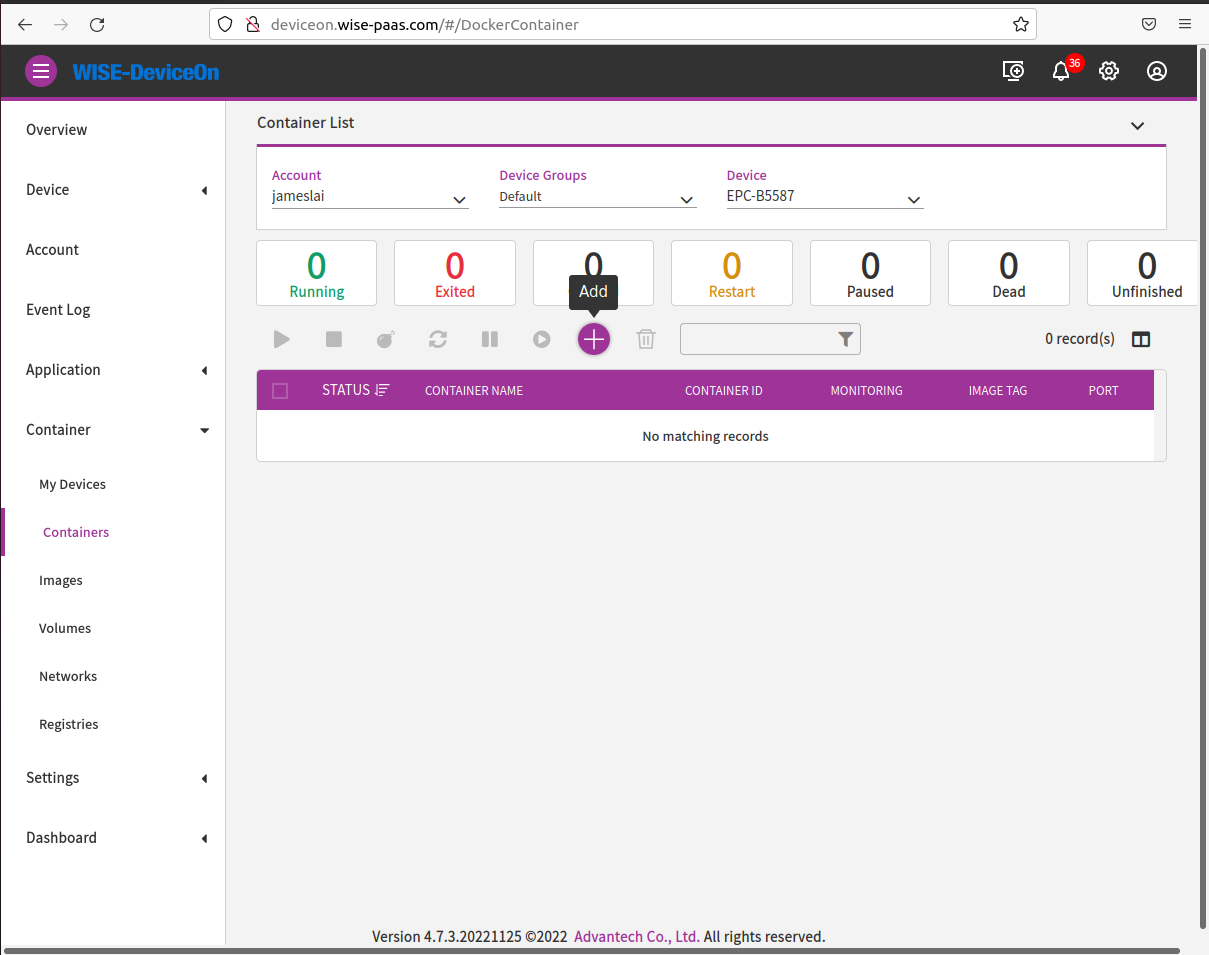 deviceon.wise-paas.com/#/DockerContainer
WISE-DeviceOn
36
Overview
Device
Account
Event Log
Application
Container
My Devices
Containers
Images
Volumes
Networks
Registries
Settings
Dashboard
Container List
Account
jameslai
Device Groups
Default
Device
EPC-B5587
0
Running
0
Exited
0
0
Restart
0
Paused
0
Dead
0
Unfinished
Add
0 record(s)
STATUS CONTAINER NAME CONTAINER ID MONITORING IMAGE TAG PORT
No matching records
Version 4.7.3.20221125 ©2022 Advantech Co., Ltd. All rights reserved.